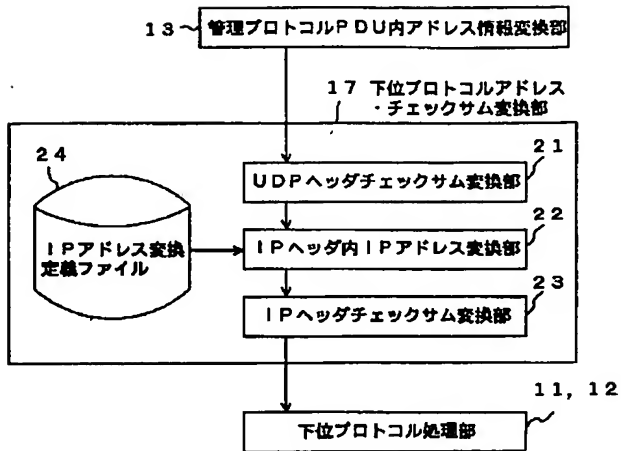 13
管理プロトコルPDU内アドレス情報変換部
17 下位プロトコルアドレス
・チェックサム変換部
24
21
UDPヘッダチェックサム変換部
22
IPアドレス変換
定義ファイル
IPヘッダ内IPアドレス変換部
23
IPヘッダチェックサム変換部
11, 12
下位プロトコル処理部